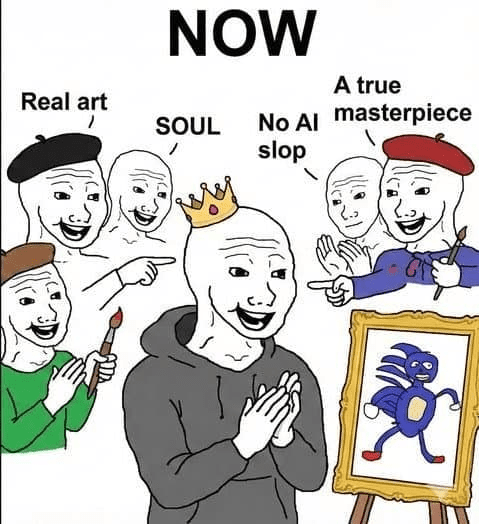 NOW
Real art
SOUL
No AI
slop
A true
masterpiece